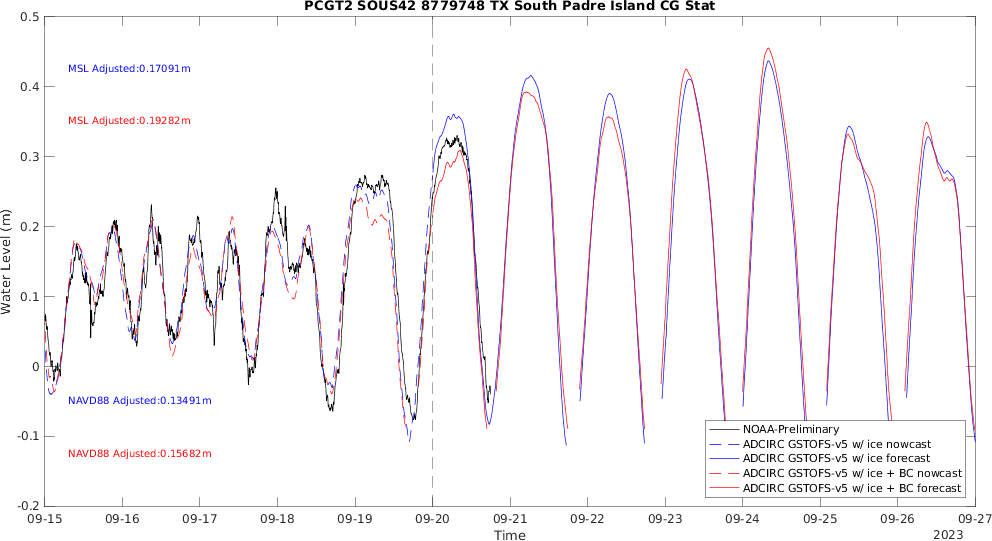 PCGT2 SOUS42 8779748 TX South Padre Island CG Stat
0.5
0.4
0.3
0.2
0.1
0
-0.1
-0.2
Water Level (m)
MSL Adjusted:0.17091m
MSL Adjusted:0.19282m
NAVD88 Adjusted:0.13491m
NAVD88 Adjusted:0.15682m
NOAA-Preliminary
ADCIRC GSTOFS-v5 w/ ice nowcast
ADCIRC GSTOFS-v5 w/ ice forecast
ADCIRC GSTOFS-v5 w/ ice + BC nowcast
ADCIRC GSTOFS-v5 w/ ice + BC forecast
09-15 09-16 09-17 09-18 09-19 09-20 09-21 09-22 09-23 09-24 09-25 09-26 09-27
Time
2023